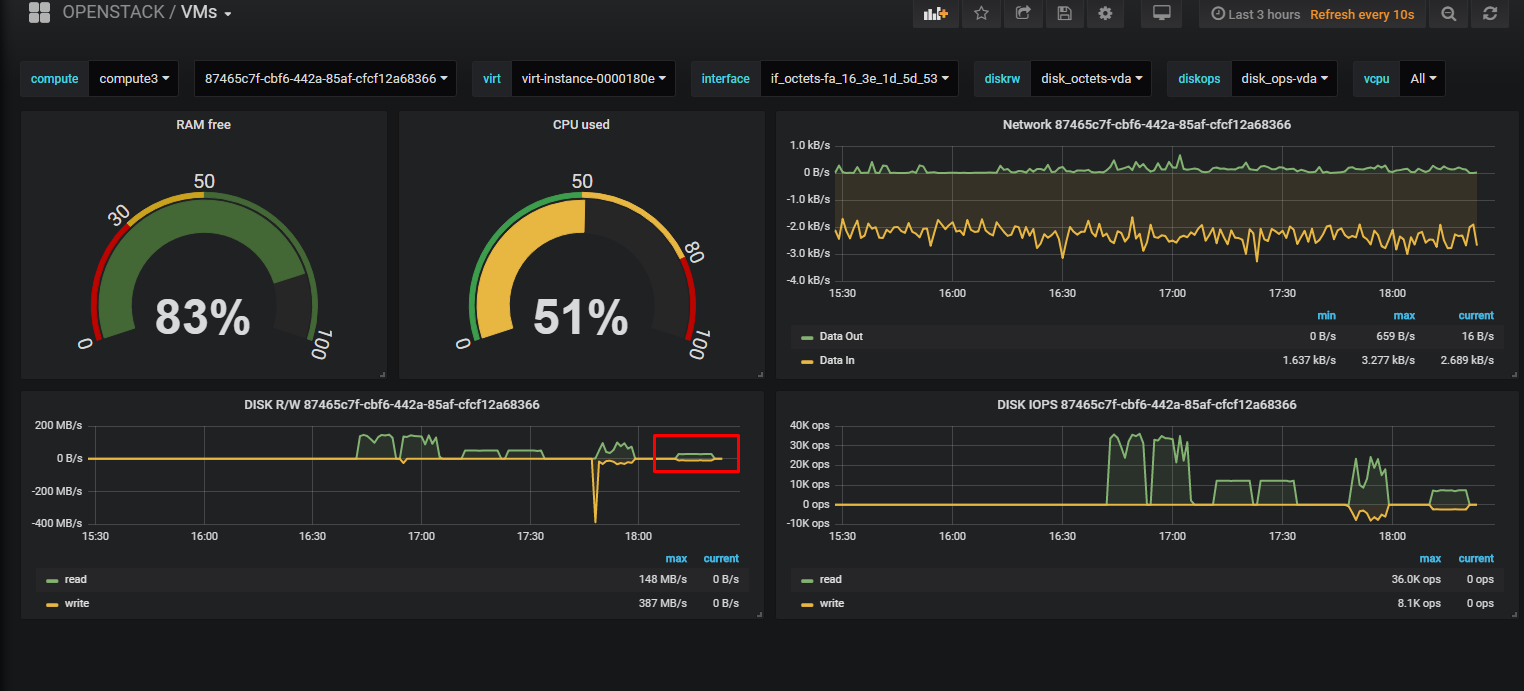 OPENSTACK / VMs
Last 3 hours Refresh every 10s
compute compute3 87465c7f-cbf6-442a-85af-cfcf12a68366 virt virt-instance-0000180e interface if_octets-fa_16_3e_1d_5d_53 diskrw disk_octets-vda diskops disk_ops-vda vcpu All
RAM free
0
30
50
100
83%
CPU used
0
50
80
100
51%
Network 87465c7f-cbf6-442a-85af-cfcf12a68366
1.0 kB/s
0 B/s
-1.0 kB/s
-2.0 kB/s
-3.0 kB/s
-4.0 kB/s
15:30 16:00 16:30 17:00 17:30 18:00
min max current
Data Out 0 B/s 659 B/s 16 B/s
Data In 1.637 kB/s 3.277 kB/s 2.689 kB/s
DISK R/W 87465c7f-cbf6-442a-85af-cfcf12a68366
200 MB/s
0 B/s
-200 MB/s
-400 MB/s
15:30 16:00 16:30 17:00 17:30 18:00
max current
read 148 MB/s 0 B/s
write 387 MB/s 0 B/s
DISK IOPS 87465c7f-cbf6-442a-85af-cfcf12a68366
40K ops
30K ops
20K ops
10K ops
0 ops
-10K ops
15:30 16:00 16:30 17:00 17:30 18:00
max current
read 36.0K ops 0 ops
write 8.1K ops 0 ops